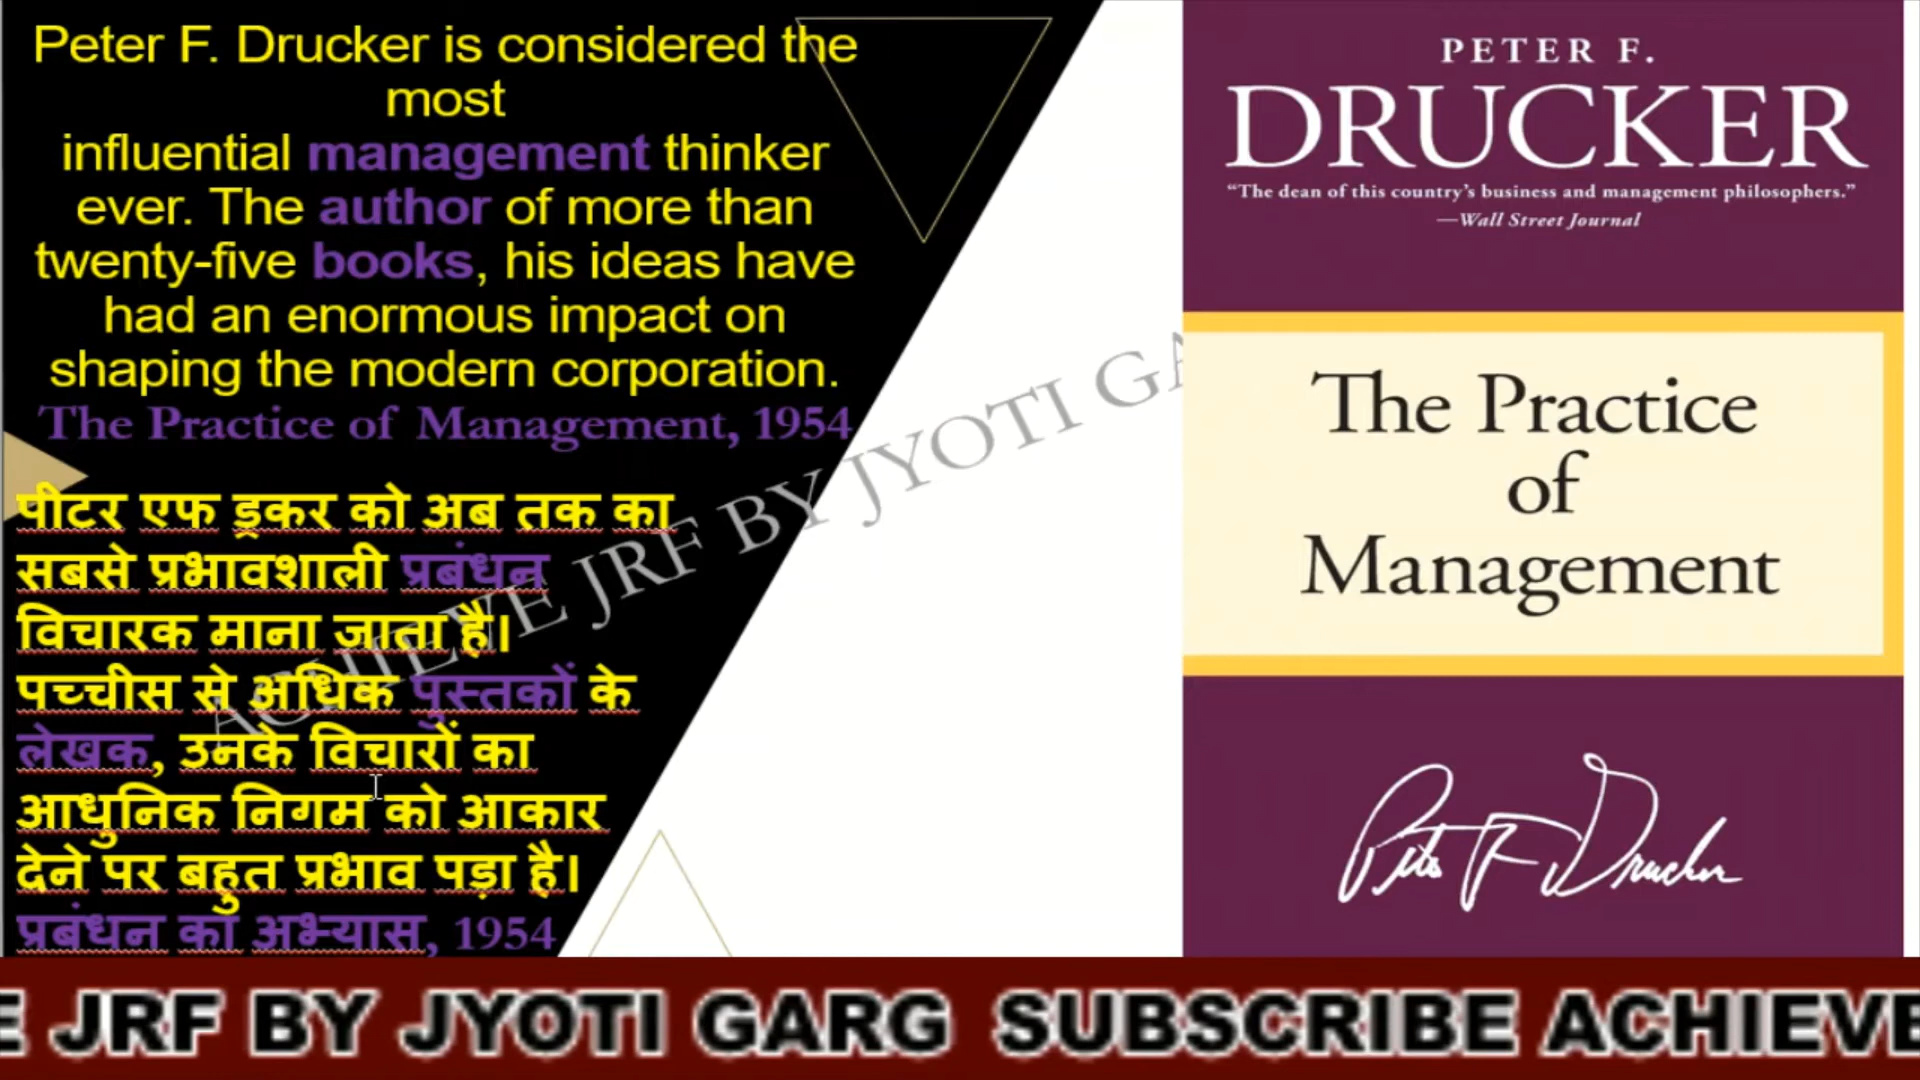 Peter F. Drucker is considered the
most
influential management thinker
ever. The author of more than
twenty-five books, his ideas have
had an enormous impact on
shaping the modern corporation.
The Practice of Management, 1954
पीटर एफ ड्रकर को अब तक का
सबसे प्रभावशाली प्रबंधन
विचारक माना जाता है।
पच्चीस से अधिक पुस्तकों के
लेखक, उनके विचारों का
आधुनिक निगम को आकार
देने पर बहुत प्रभाव पड़ा है।
प्रबंधन का अभ्यास, 1954
ACHIEVE JRF BY JYOTI GA
PETER F.
DRUCKER
“The dean of this country’s business and management philosophers.”
—Wall Street Journal
The Practice
of
Management
Peter F Drucker
E JRF BY JYOTI GARG SUBSCRIBE ACHIEVE